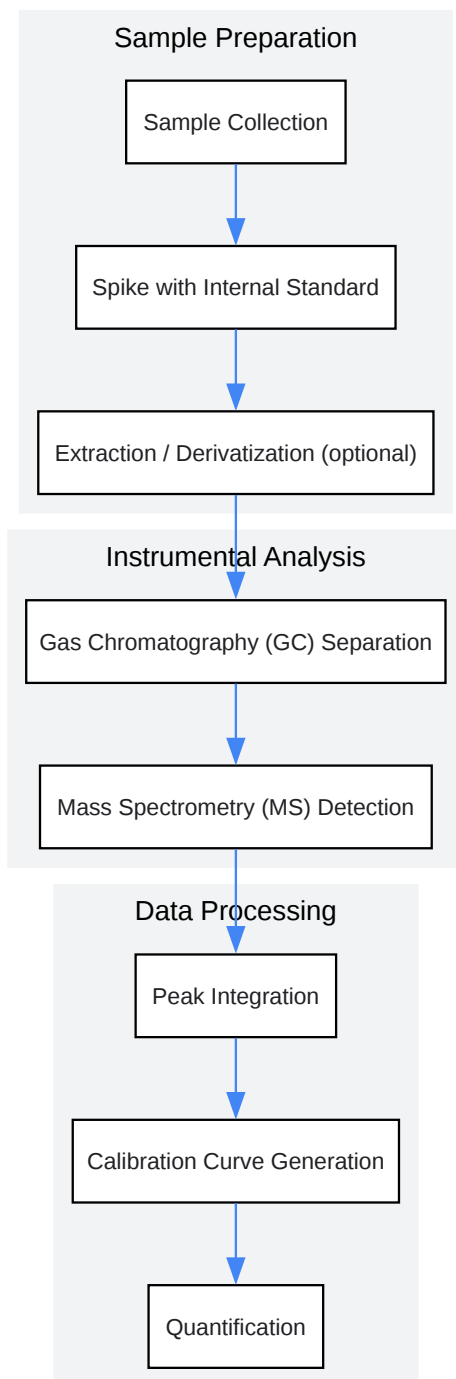 Sample Preparation
Sample Collection
Spike with Internal Standard
Extraction / Derivatization (optional)
Instrumental Analysis
Gas Chromatography (GC) Separation
Mass Spectrometry (MS) Detection
Data Processing
Peak Integration
Calibration Curve Generation
Quantification